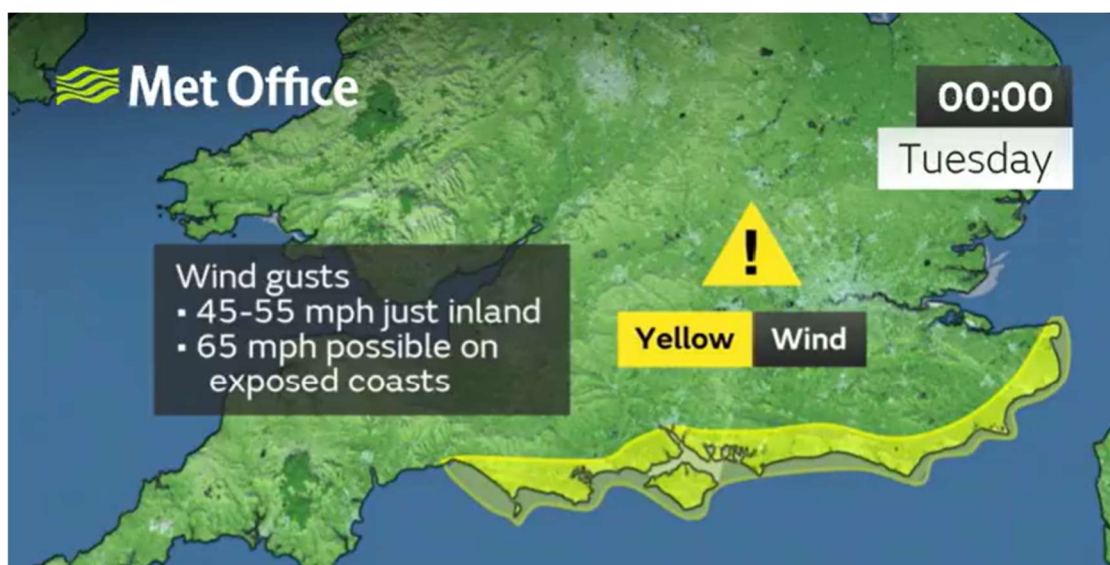 Met Office
00:00
Tuesday
!
Yellow Wind
Wind gusts
▪ 45-55 mph just inland
▪ 65 mph possible on
exposed coasts